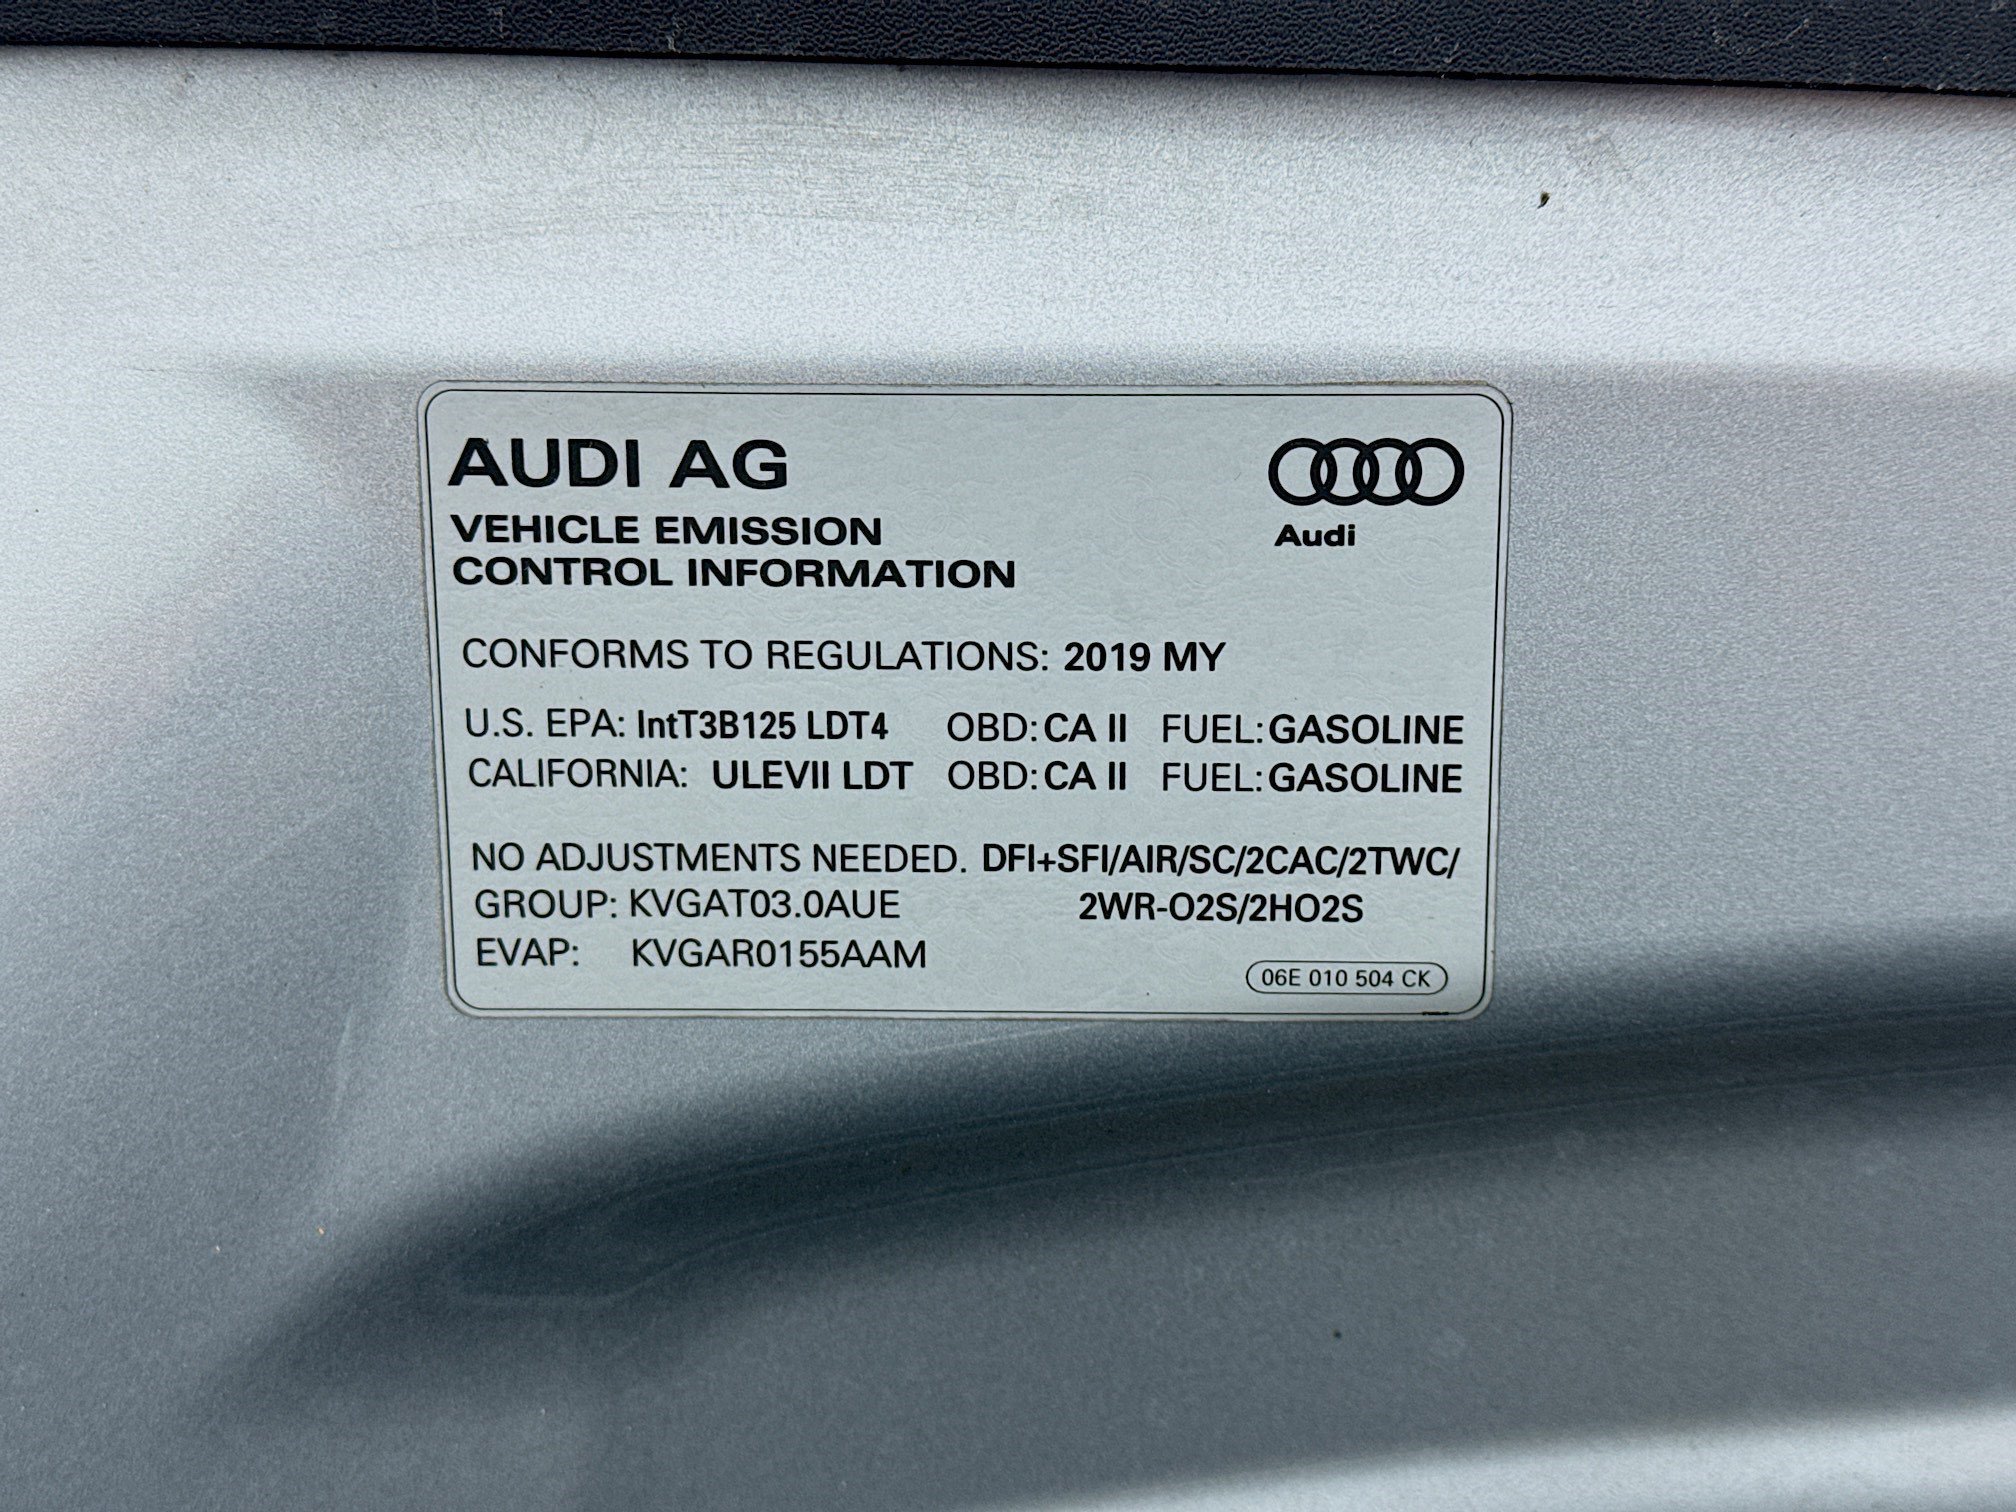 AUDI AG
Audi
VEHICLE EMISSION
CONTROL INFORMATION
CONFORMS TO REGULATIONS: 2019 MY
U.S. EPA: IntT3B125 LDT4 OBD: CA II FUEL: GASOLINE
CALIFORNIA: ULEVII LDT OBD: CA II FUEL: GASOLINE
NO ADJUSTMENTS NEEDED. DFI+SFI/AIR/SC/2CAC/2TWC/
GROUP: KVGAT03.0AUE 2WR-O2S/2HO2S
EVAP: KVGAR0155AAM
06E 010 504 CK